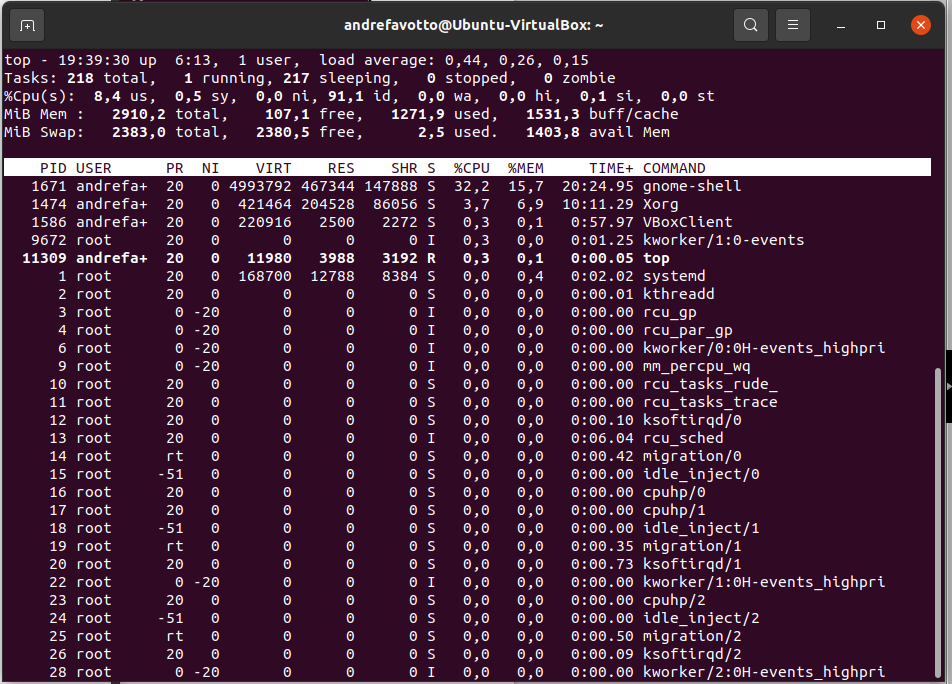 andrefavotto@Ubuntu-VirtualBox: ~
top - 19:39:30 up  6:13,  1 user,  load average: 0,44, 0,26, 0,15
Tasks: 218 total,   1 running, 217 sleeping,   0 stopped,   0 zombie
%Cpu(s):  8,4 us,  0,5 sy,  0,0 ni, 91,1 id,  0,0 wa,  0,0 hi,  0,1 si,  0,0 st
MiB Mem :   2910,2 total,    107,1 free,   1271,9 used,   1531,3 buff/cache
MiB Swap:   2383,0 total,   2380,5 free,      2,5 used.   1403,8 avail Mem
PID USER      PR  NI    VIRT    RES    SHR S  %CPU  %MEM     TIME+ COMMAND
1671 andrefa+  20   0 4993792 467344 147888 S  32,2  15,7  20:24.95 gnome-shell
1474 andrefa+  20   0  421464 204528  86056 S   3,7   6,9  10:11.29 Xorg
1586 andrefa+  20   0  220916   2500   2272 S   0,3   0,1   0:57.97 VBoxClient
9672 root      20   0       0      0      0 I   0,3   0,0   0:01.25 kworker/1:0-events
11309 andrefa+  20   0   11980   3988   3192 R   0,3   0,1   0:00.05 top
1 root      20   0  168700  12788   8384 S   0,0   0,4   0:02.02 systemd
2 root      20   0       0      0      0 S   0,0   0,0   0:00.01 kthreadd
3 root       0 -20       0      0      0 I   0,0   0,0   0:00.00 rcu_gp
4 root       0 -20       0      0      0 I   0,0   0,0   0:00.00 rcu_par_gp
6 root       0 -20       0      0      0 I   0,0   0,0   0:00.00 kworker/0:0H-events_highpri
9 root       0 -20       0      0      0 I   0,0   0,0   0:00.00 mm_percpu_wq
10 root      20   0       0      0      0 S   0,0   0,0   0:00.00 rcu_tasks_rude_
11 root      20   0       0      0      0 S   0,0   0,0   0:00.00 rcu_tasks_trace
12 root      20   0       0      0      0 S   0,0   0,0   0:00.10 ksoftirqd/0
13 root      20   0       0      0      0 I   0,0   0,0   0:06.04 rcu_sched
14 root      rt   0       0      0      0 S   0,0   0,0   0:00.42 migration/0
15 root     -51   0       0      0      0 S   0,0   0,0   0:00.00 idle_inject/0
16 root      20   0       0      0      0 S   0,0   0,0   0:00.00 cpuhp/0
17 root      20   0       0      0      0 S   0,0   0,0   0:00.00 cpuhp/1
18 root     -51   0       0      0      0 S   0,0   0,0   0:00.00 idle_inject/1
19 root      rt   0       0      0      0 S   0,0   0,0   0:00.35 migration/1
20 root      20   0       0      0      0 S   0,0   0,0   0:00.73 ksoftirqd/1
22 root       0 -20       0      0      0 I   0,0   0,0   0:00.00 kworker/1:0H-events_highpri
23 root      20   0       0      0      0 S   0,0   0,0   0:00.00 cpuhp/2
24 root     -51   0       0      0      0 S   0,0   0,0   0:00.00 idle_inject/2
25 root      rt   0       0      0      0 S   0,0   0,0   0:00.50 migration/2
26 root      20   0       0      0      0 S   0,0   0,0   0:00.09 ksoftirqd/2
28 root       0 -20       0      0      0 I   0,0   0,0   0:00.00 kworker/2:0H-events_highpri